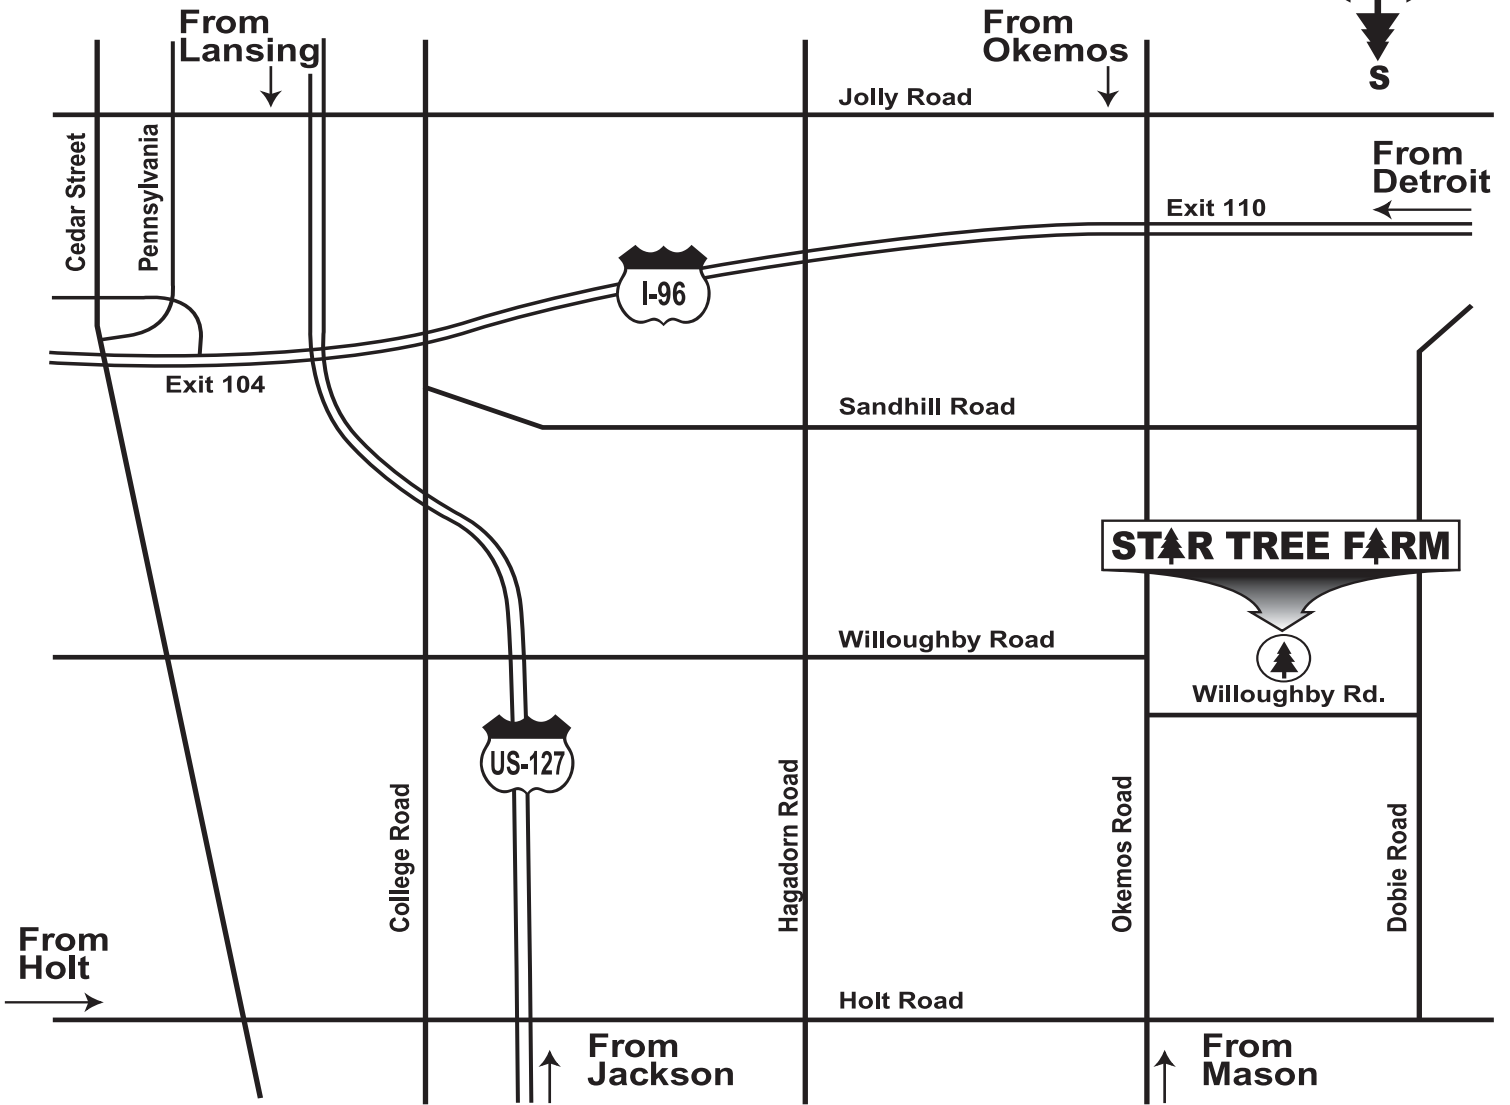 From
Lansing
From
Okemos
S
Jolly Road
Cedar Street
Pennsylvania
From
Detroit
Exit 110
I-96
Exit 104
Sandhill Road
STAR TREE FARM
Willoughby Road
Willoughby Rd.
US-127
College Road
Hagadorn Road
Okemos Road
Dobie Road
From
Holt
Holt Road
From
Jackson
From
Mason